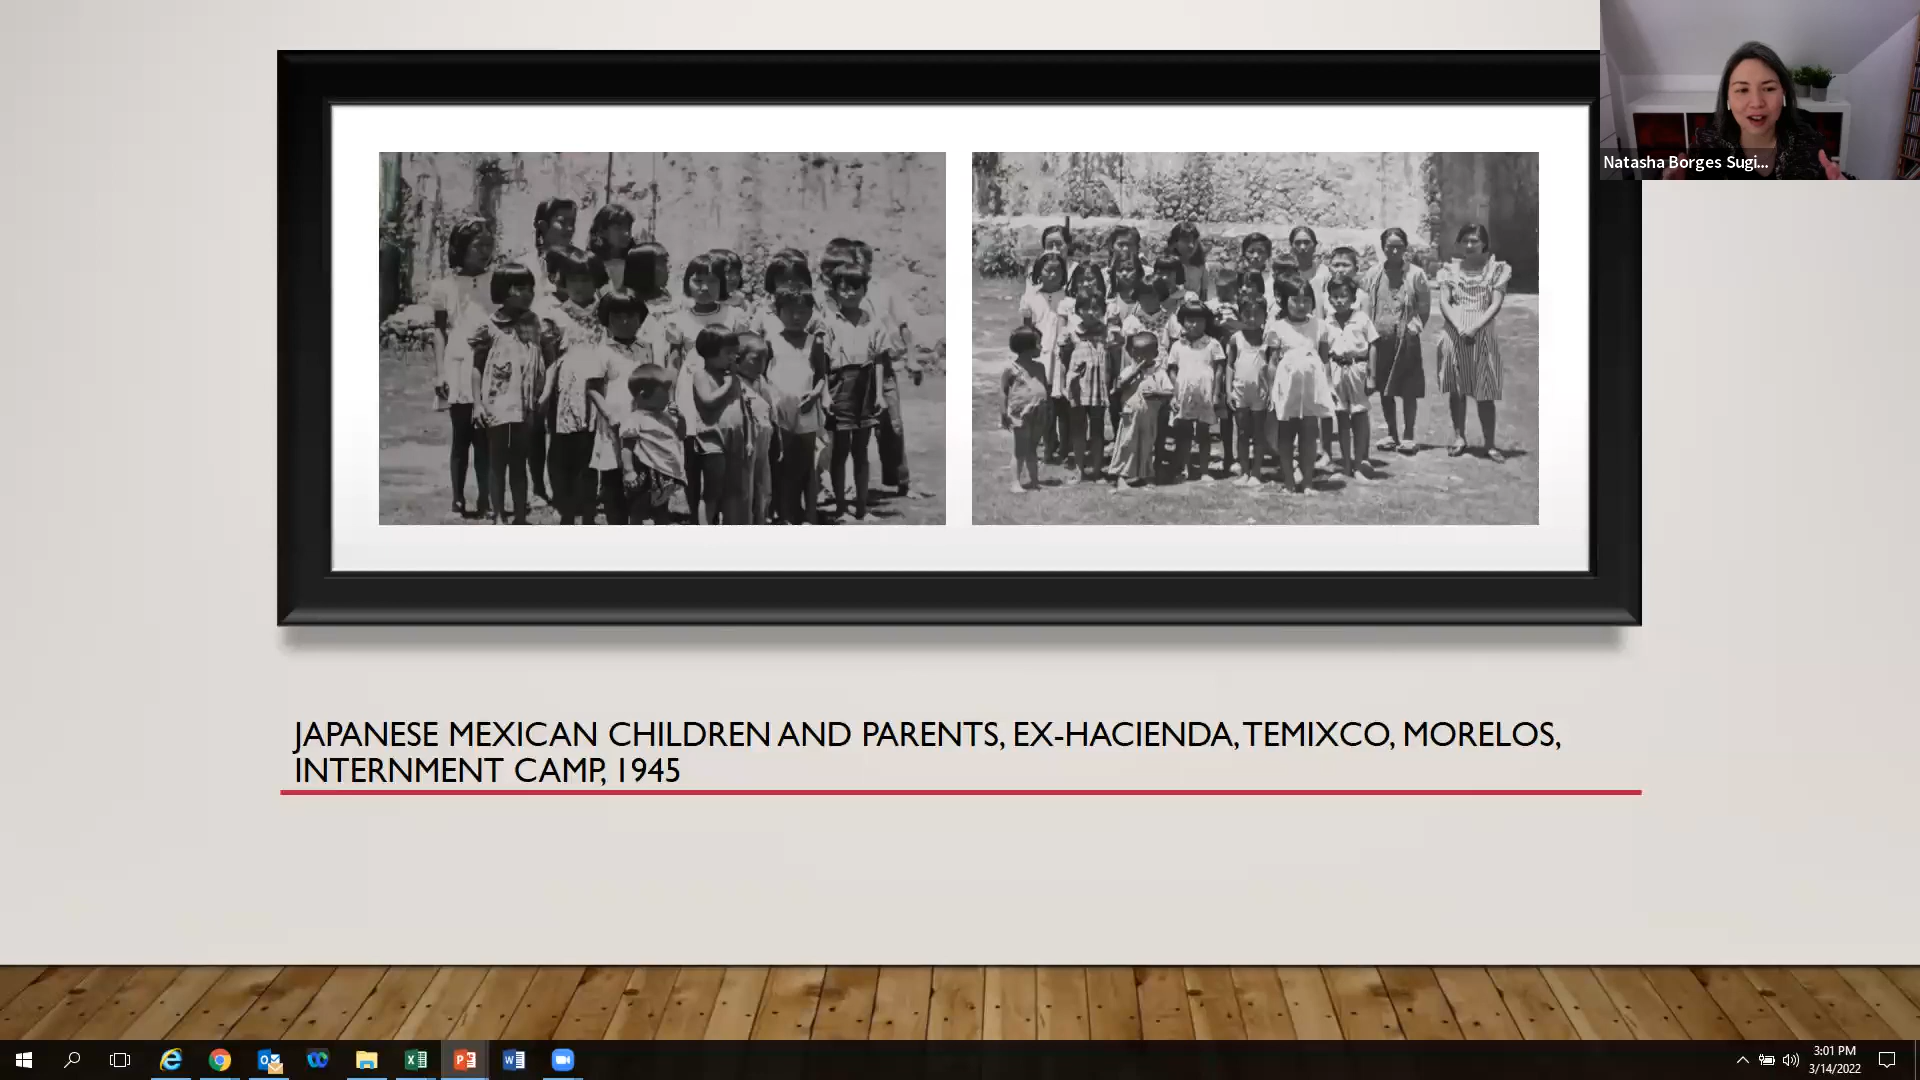 Natasha Borges Sugi...
JAPANESE MEXICAN CHILDREN AND PARENTS, EX-HACIENDA, TEMIXCO, MORELOS,
INTERNMENT CAMP, 1945
3:01 PM
3/14/2022